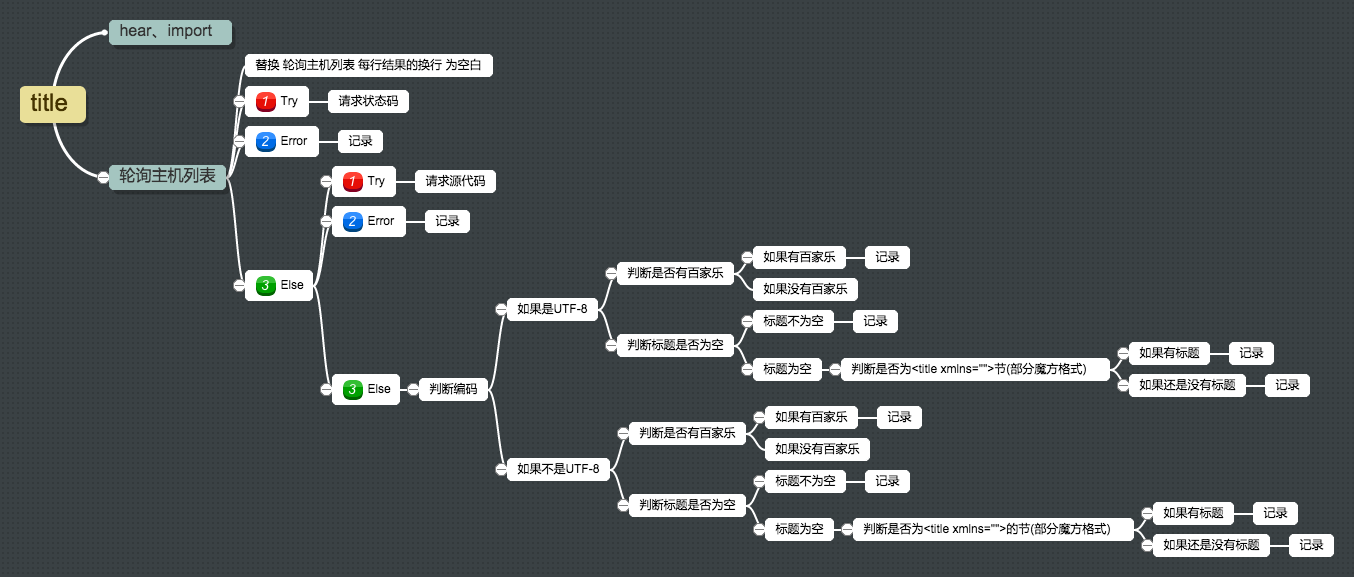 hear、import
title
轮询主机列表
替换 轮询主机列表 每行结果的换行 为空白
1 Try
请求状态码
2 Error
记录
3 Else
1 Try
请求源代码
2 Error
记录
3 Else
判断编码
如果是UTF-8
判断是否有百家乐
如果有百家乐
记录
如果没有百家乐
判断标题是否为空
标题不为空
记录
标题为空
判断是否为<title xmlns="">节(部分魔方格式)
如果有标题
记录
如果还是没有标题
记录
如果不是UTF-8
判断是否有百家乐
如果有百家乐
记录
如果没有百家乐
判断标题是否为空
标题不为空
记录
标题为空
判断是否为<title xmlns="">的节(部分魔方格式)
如果有标题
记录
如果还是没有标题
记录